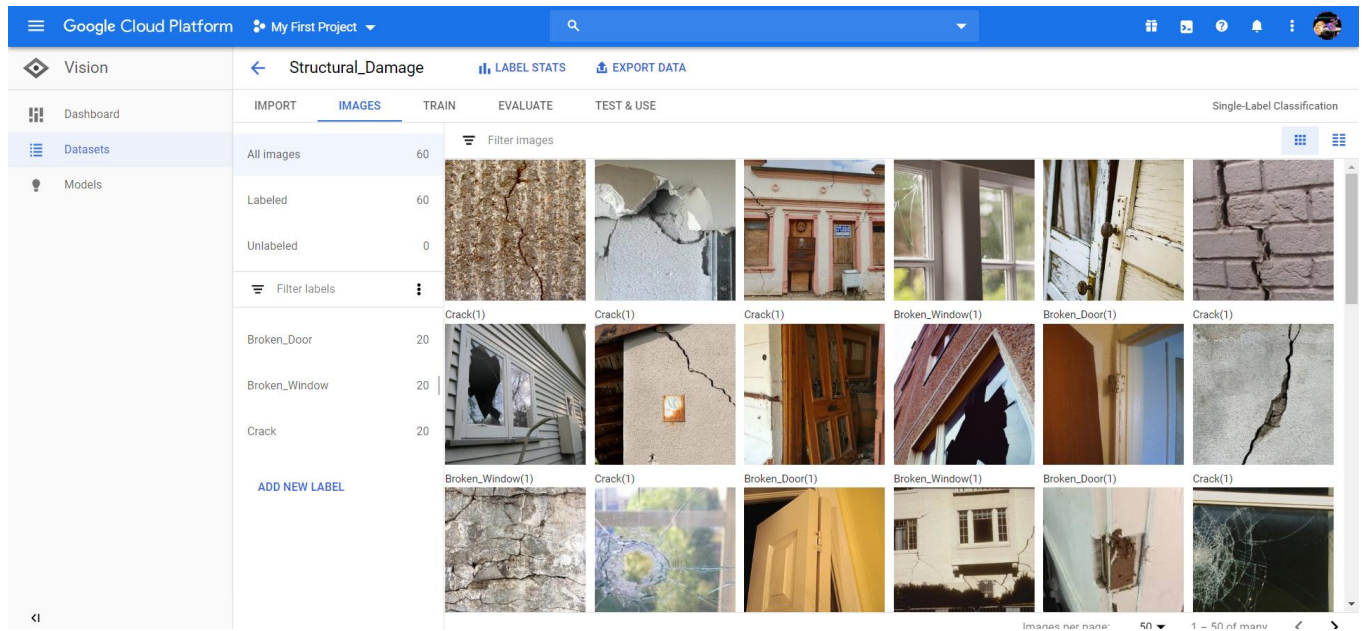 Google Cloud Platform
My First Project
Vision
Structural_Damage
LABEL STATS
EXPORT DATA
Dashboard
Datasets
Models
IMPORT
IMAGES
TRAIN
EVALUATE
TEST & USE
Single-Label Classification
All images 60
Labeled 60
Unlabeled 0
Filter labels
Broken_Door 20
Broken_Window 20
Crack 20
ADD NEW LABEL
Filter images
Crack(1) Crack(1) Crack(1) Broken_Window(1) Broken_Door(1) Crack(1)
Broken_Window(1) Crack(1) Broken_Door(1) Broken_Window(1) Broken_Door(1) Crack(1)
Images per page: 50 1 – 50 of many